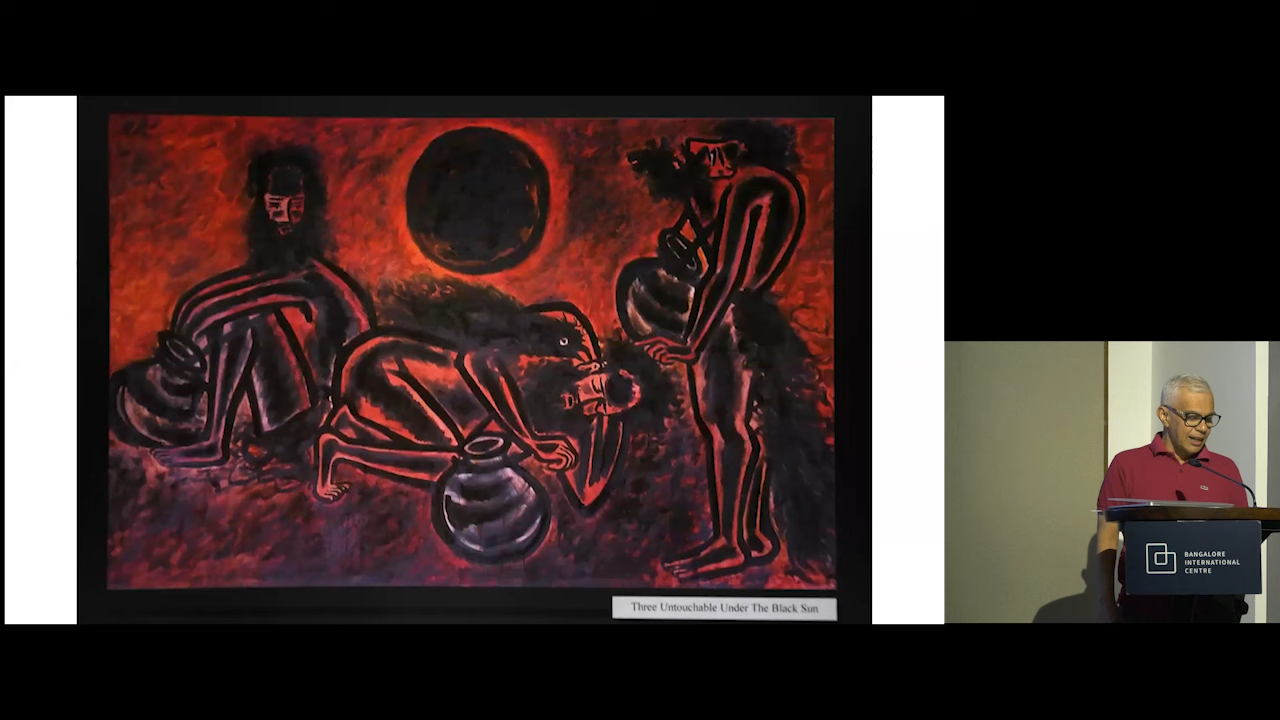 Three Untouchable Under The Black Sun
BANGALORE
INTERNATIONAL
CENTRE